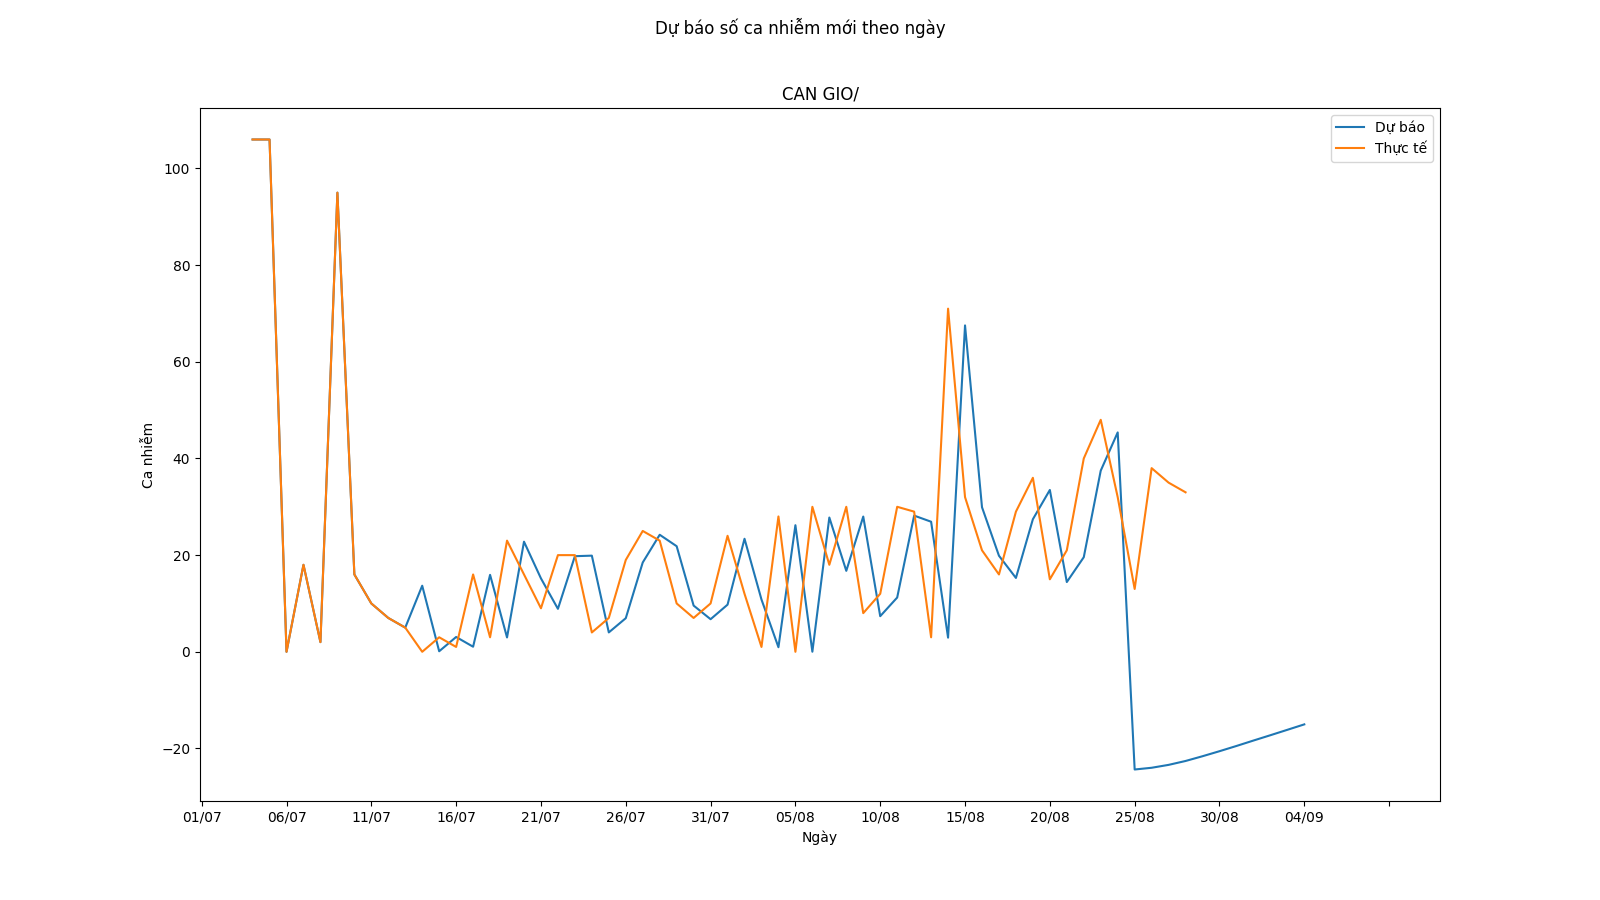 Dự báo số ca nhiễm mới theo ngày
CAN GIO/
Dự báo
Thực tế
100
80
60
40
20
0
−20
Ca nhiễm
01/07 06/07 11/07 16/07 21/07 26/07 31/07 05/08 10/08 15/08 20/08 25/08 30/08 04/09
Ngày